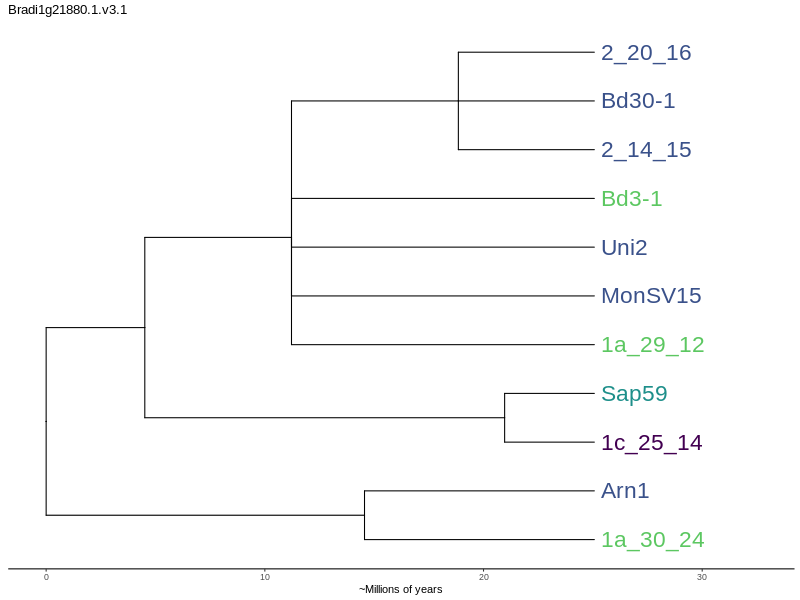 Bradi1g21880.1.v3.1
2_20_16
Bd30-1
2_14_15
Bd3-1
Uni2
MonSV15
1a_29_12
Sap59
1c_25_14
Arn1
1a_30_24
0 10 20 30
~Millions of years